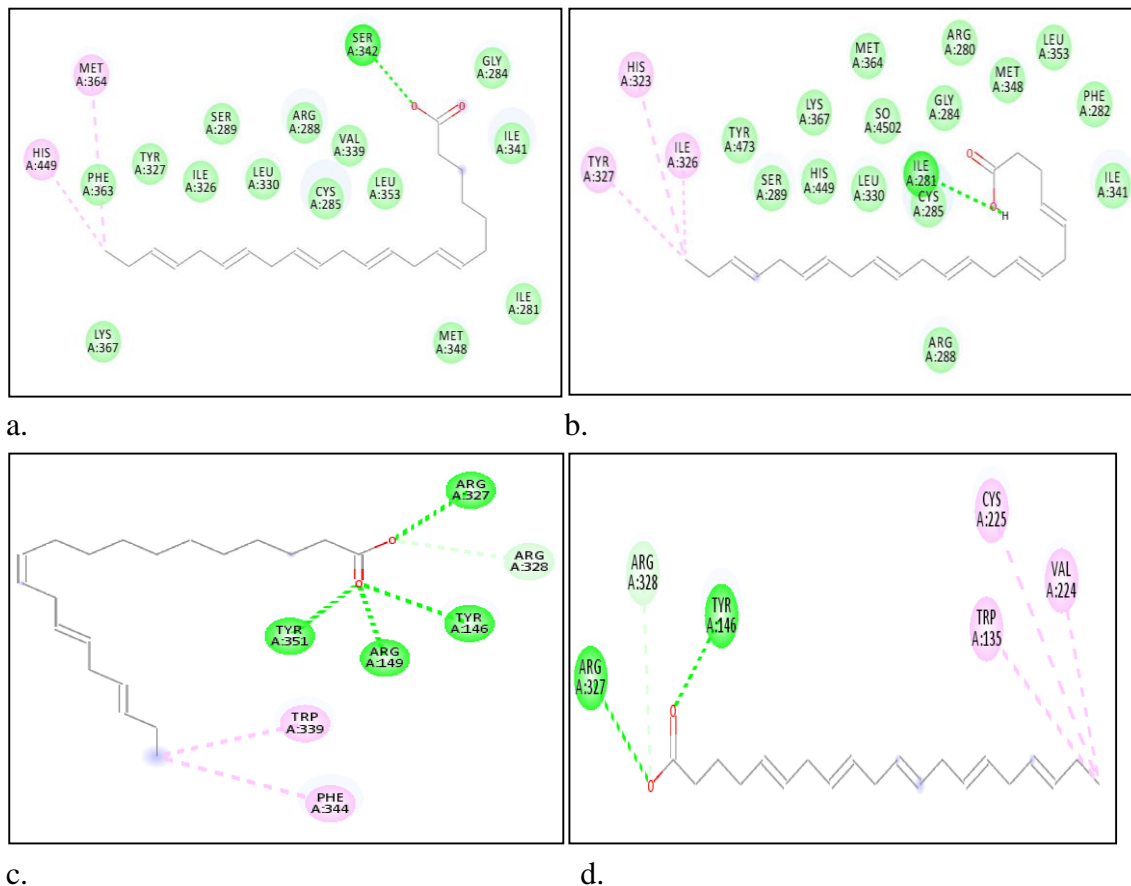 SER
A:342
MET
A:364
GLY
A:284
SER
A:289
ARG
A:288
VAL
A:339
ILE
A:341
HIS
A:449
PHE
A:363
TYR
A:327
ILE
A:326
LEU
A:330
CYS
A:285
LEU
A:353
ILE
A:281
LYS
A:367
MET
A:348
O
O
a.
HIS
A:323
MET
A:364
ARG
A:280
LEU
A:353
MET
A:348
LYS
A:367
SO
4502
GLY
A:284
PHE
A:282
TYR
A:473
TYR
A:327
ILE
A:326
SER
A:289
HIS
A:449
LEU
A:330
ILE
A:281
CYS
A:285
ILE
A:341
O
O
H
ARG
A:288
b.
ARG
A:327
ARG
A:328
O
O
TYR
A:351
ARG
A:149
TYR
A:146
TRP
A:339
PHE
A:344
c.
CYS
A:225
ARG
A:328
VAL
A:224
TYR
A:146
TRP
A:135
ARG
A:327
O
O
d.